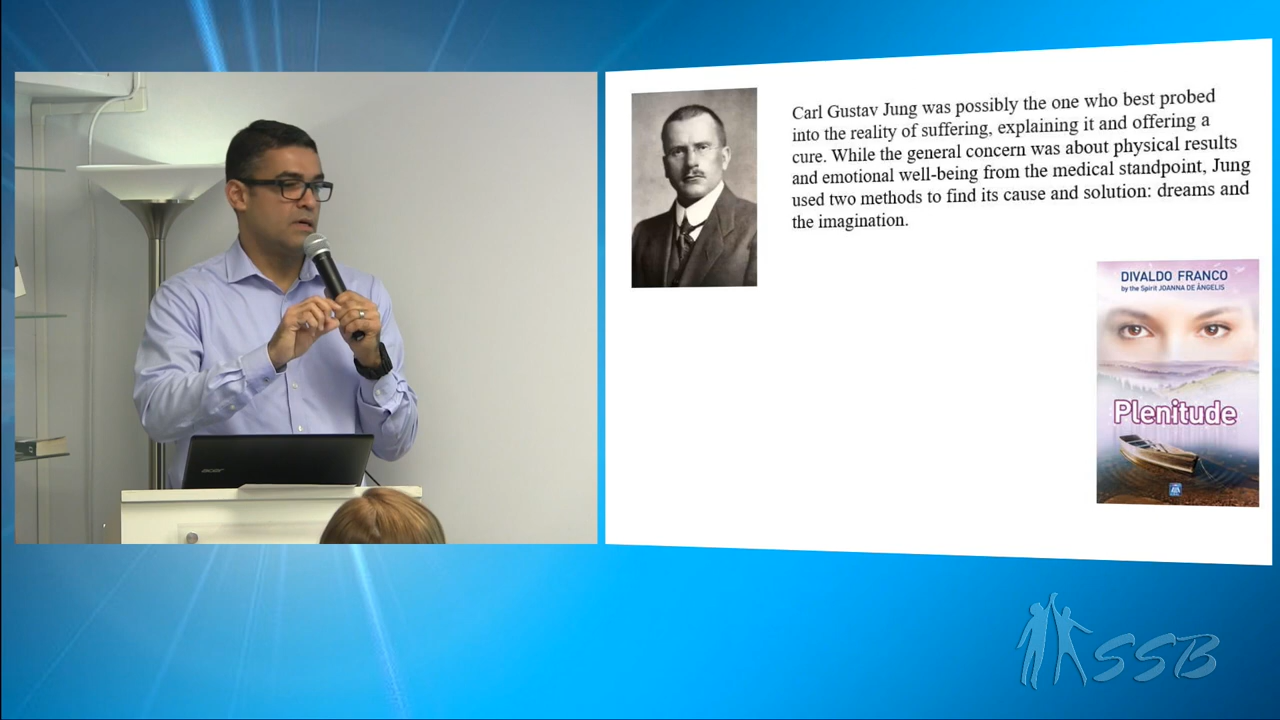 acer
Carl Gustav Jung was possibly the one who best probed
into the reality of suffering, explaining it and offering a
cure. While the general concern was about physical results
and emotional well-being from the medical standpoint, Jung
used two methods to find its cause and solution: dreams and
the imagination.
DIVALDO FRANCO
by the Spirit JOANNA DE ÂNGELIS
Plenitude
SSB